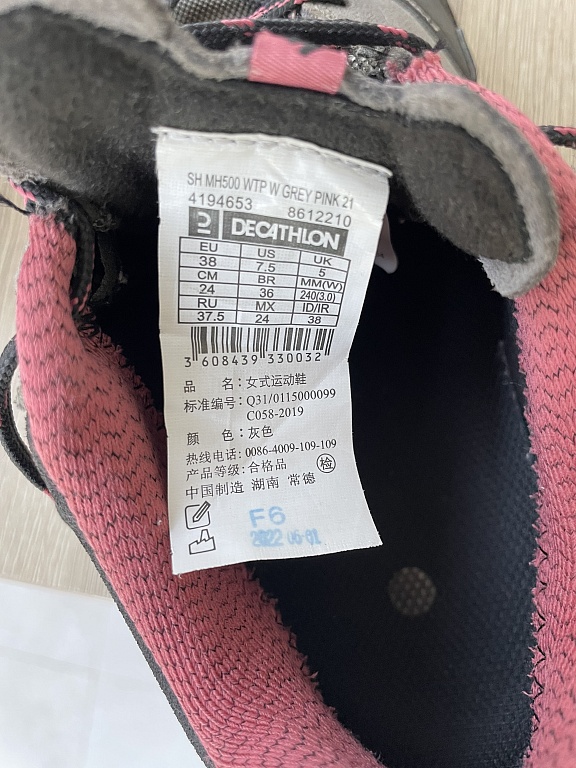 SH MH500 WTP W GREY PINK 21
4194653 8612210
DECATHLON
EU US UK
38 7.5 5
CM BR MM(W)
24 36 240(3.0)
RU MX ID/IR
37.5 24 38
3 608439 330032
品 名：女式运动鞋
标准编号：Q31/0115000099
C058-2019
颜 色：灰色
热线电话：0086-4009-109-109
产品等级：合格品 检
中国制造 湖南 常德
F6
2022 06 01